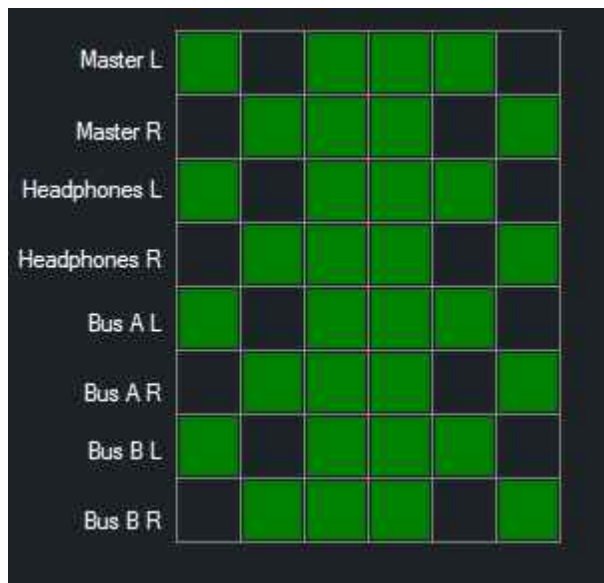 Master L
Master R
Headphones L
Headphones R
Bus A L
Bus A R
Bus B L
Bus B R